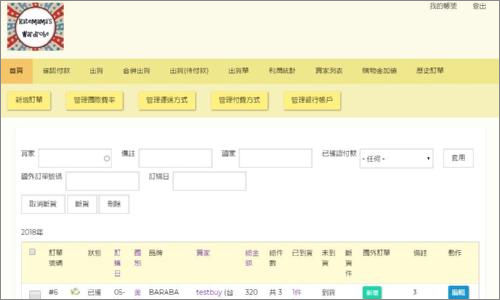 KateMaMa's
Wardrobe
我的帳號 登出
首頁 確認付款 出貨 合併出貨 出貨(待付款) 出貨單 利潤統計 買家列表 購物金加值 歷史訂單
新增訂單 管理國際費率 管理運送方式 管理付費方式 管理銀行帳戶
買家 備註 國家 已確認付款 - 任何 - 套用
國外訂單號碼 訂購日
取消斷貨 斷貨 刪除
2018年
訂單號碼 狀態 訂購日 國別 品牌 買家 總金額 總件數 已到貨 未到貨 斷貨件 國外訂單 備註 動作
#6 已確 05- 美 BARABA testbuy (台 320 共 3 1件 到貨 新增 3 編輯